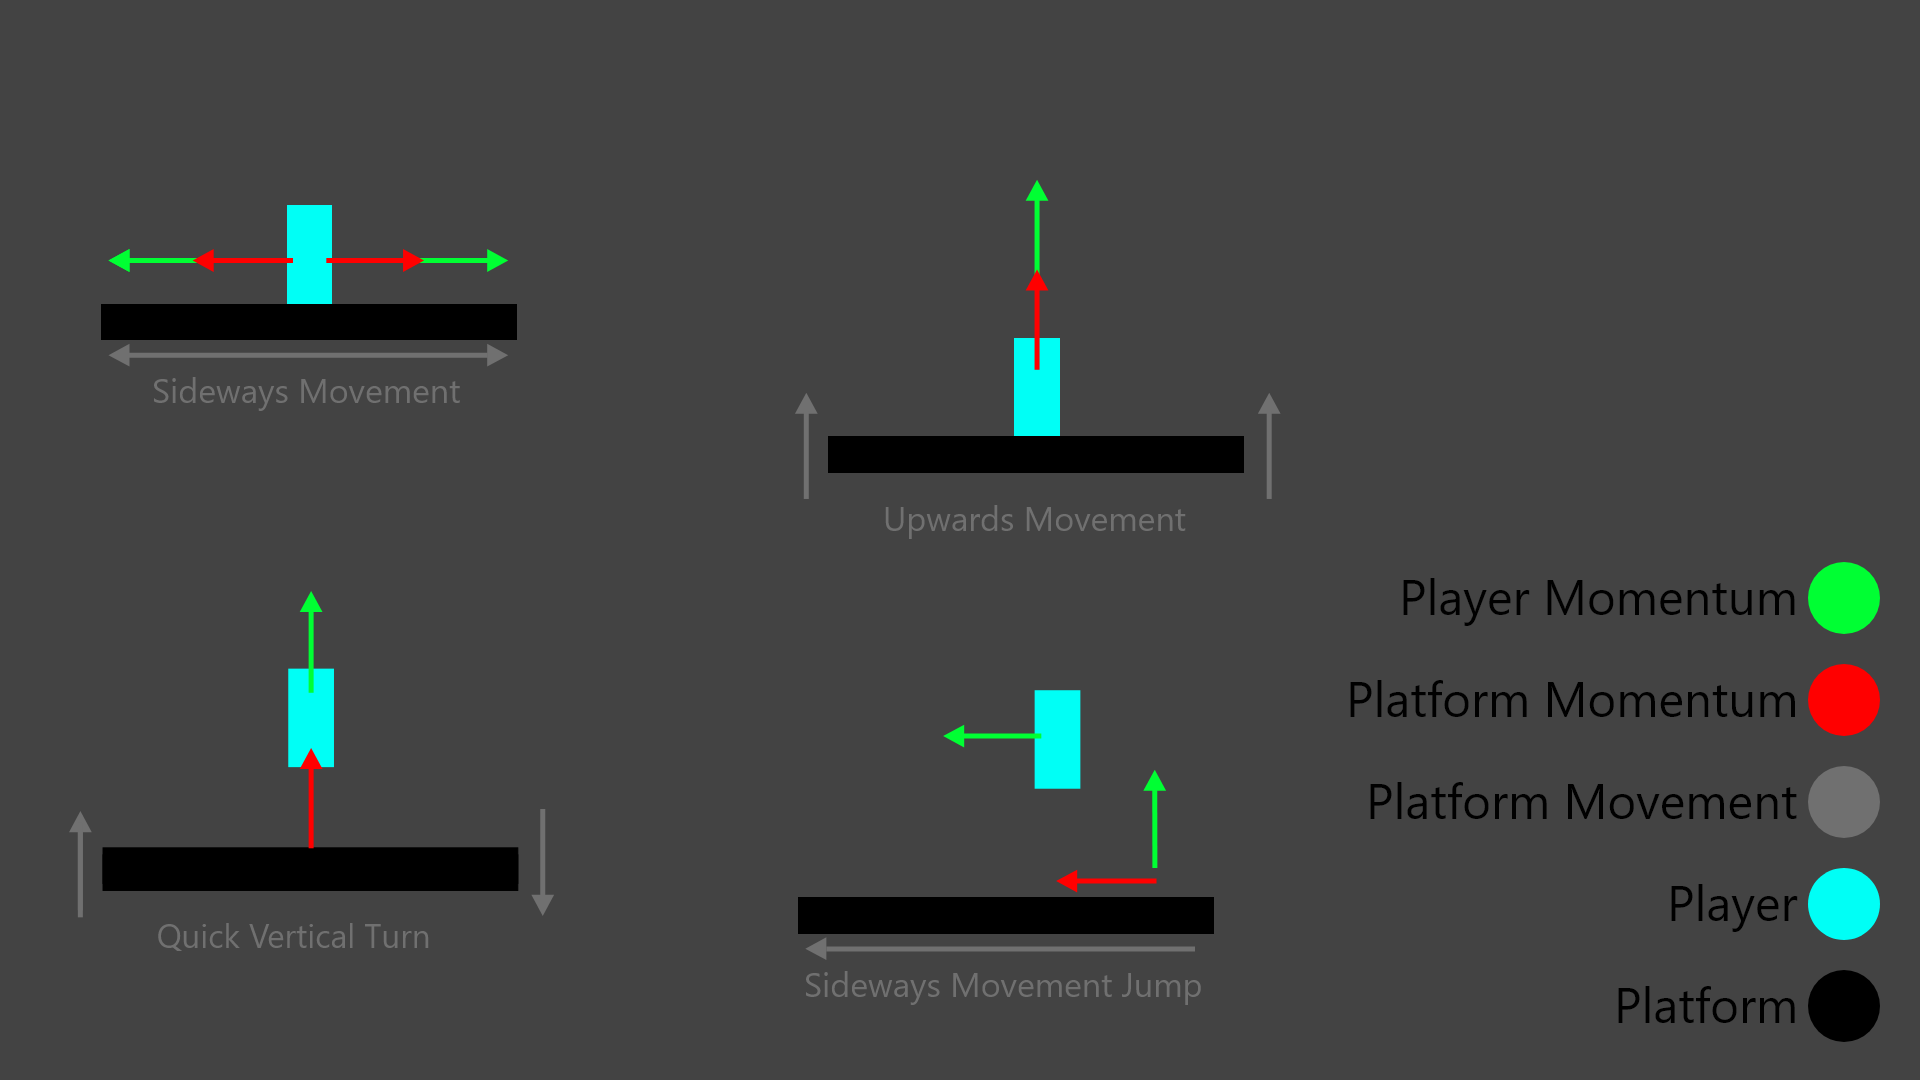 Sideways Movement
Upwards Movement
Quick Vertical Turn
Sideways Movement Jump
Player Momentum
Platform Momentum
Platform Movement
Player
Platform